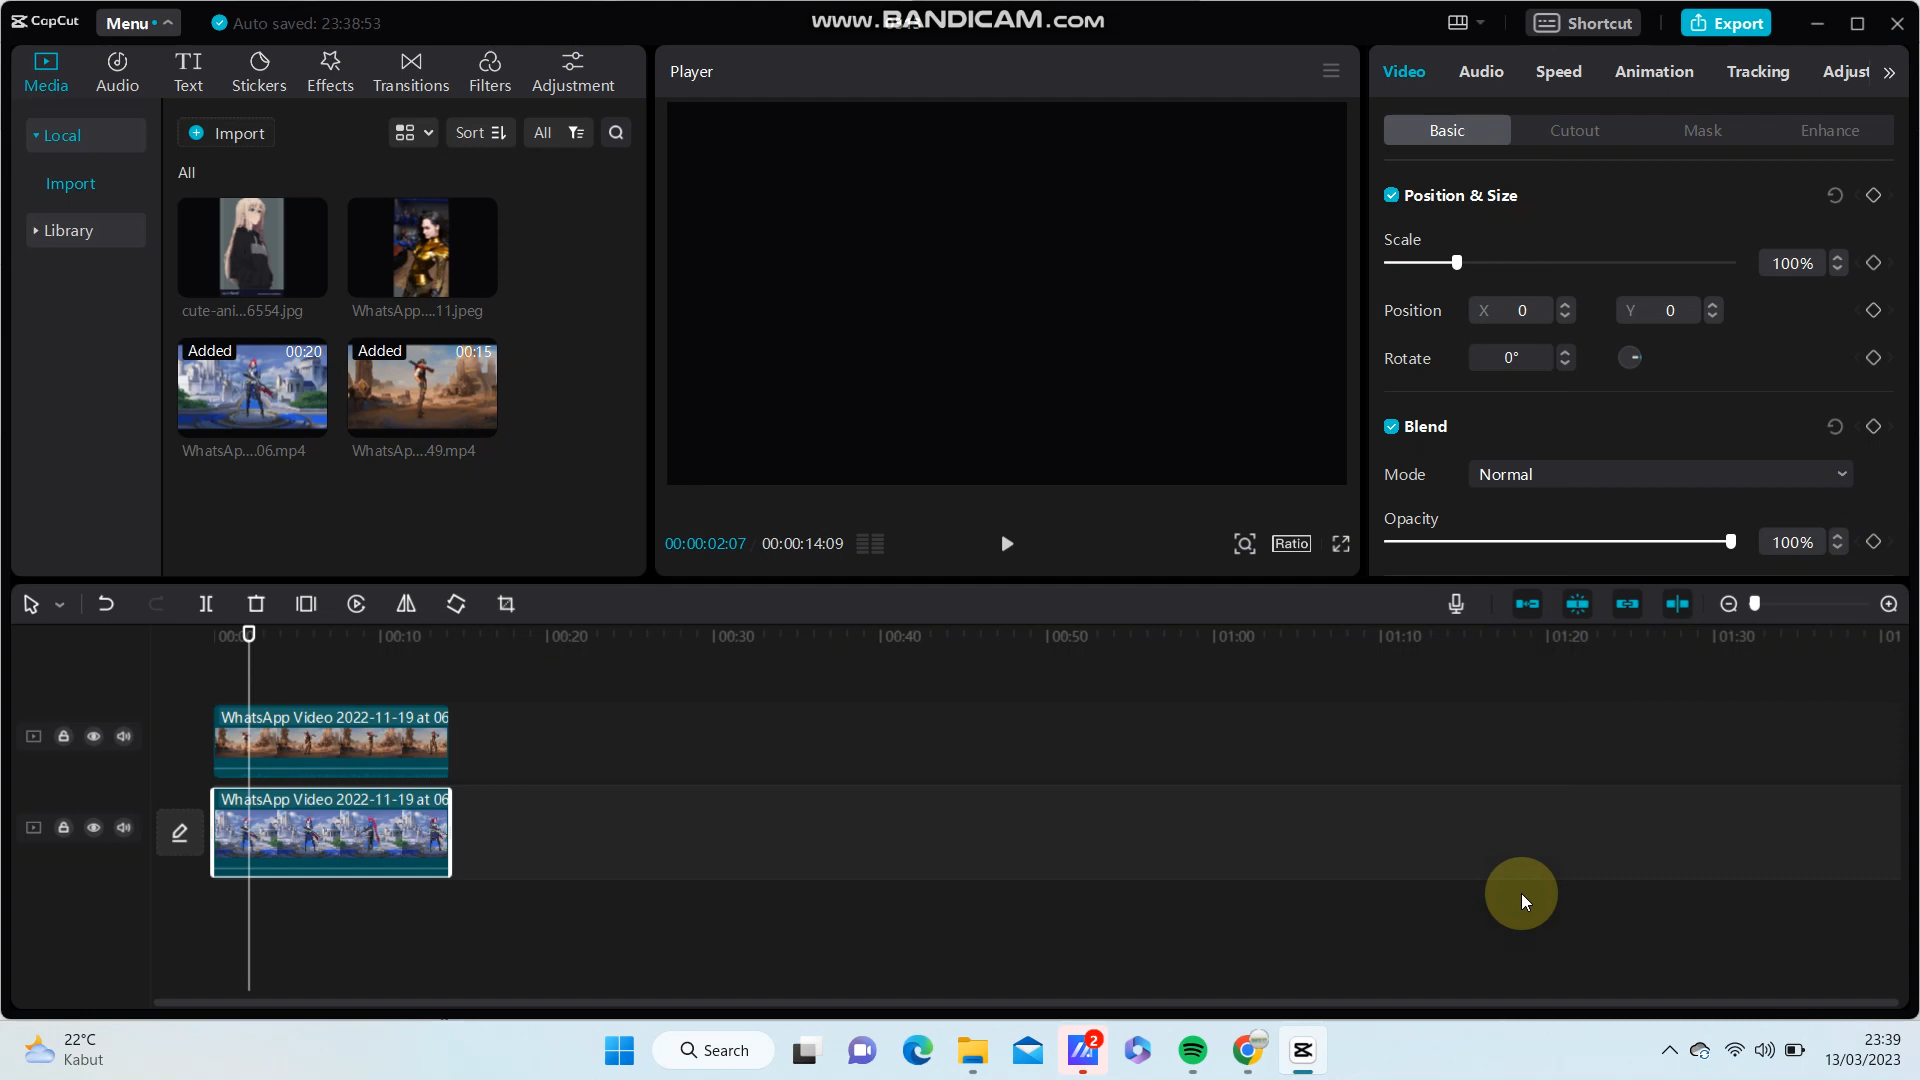 CapCut
Menu
Auto saved: 23:38:53
www.BANDICAM.com
Shortcut
Export
Media
Audio
Text
Stickers
Effects
Transitions
Filters
Adjustment
Player
Video
Audio
Speed
Animation
Tracking
Adjust
Local
Import
Sort
All
Basic
Cutout
Mask
Enhance
All
Import
Library
Position & Size
Scale
100%
cute-ani...6554.jpg
WhatsApp....11.jpeg
Position
X 0
Y 0
Added
00:20
Added
00:15
Rotate
0°
Blend
WhatsAp....06.mp4
WhatsAp....49.mp4
Mode
Normal
Opacity
100%
00:00:02:07
00:00:14:09
Ratio
00:10
00:20
00:30
00:40
00:50
01:00
01:10
01:20
01:30
WhatsApp Video 2022-11-19 at 06
WhatsApp Video 2022-11-19 at 06
22°C
Kabut
Search
2
23:39
13/03/2023